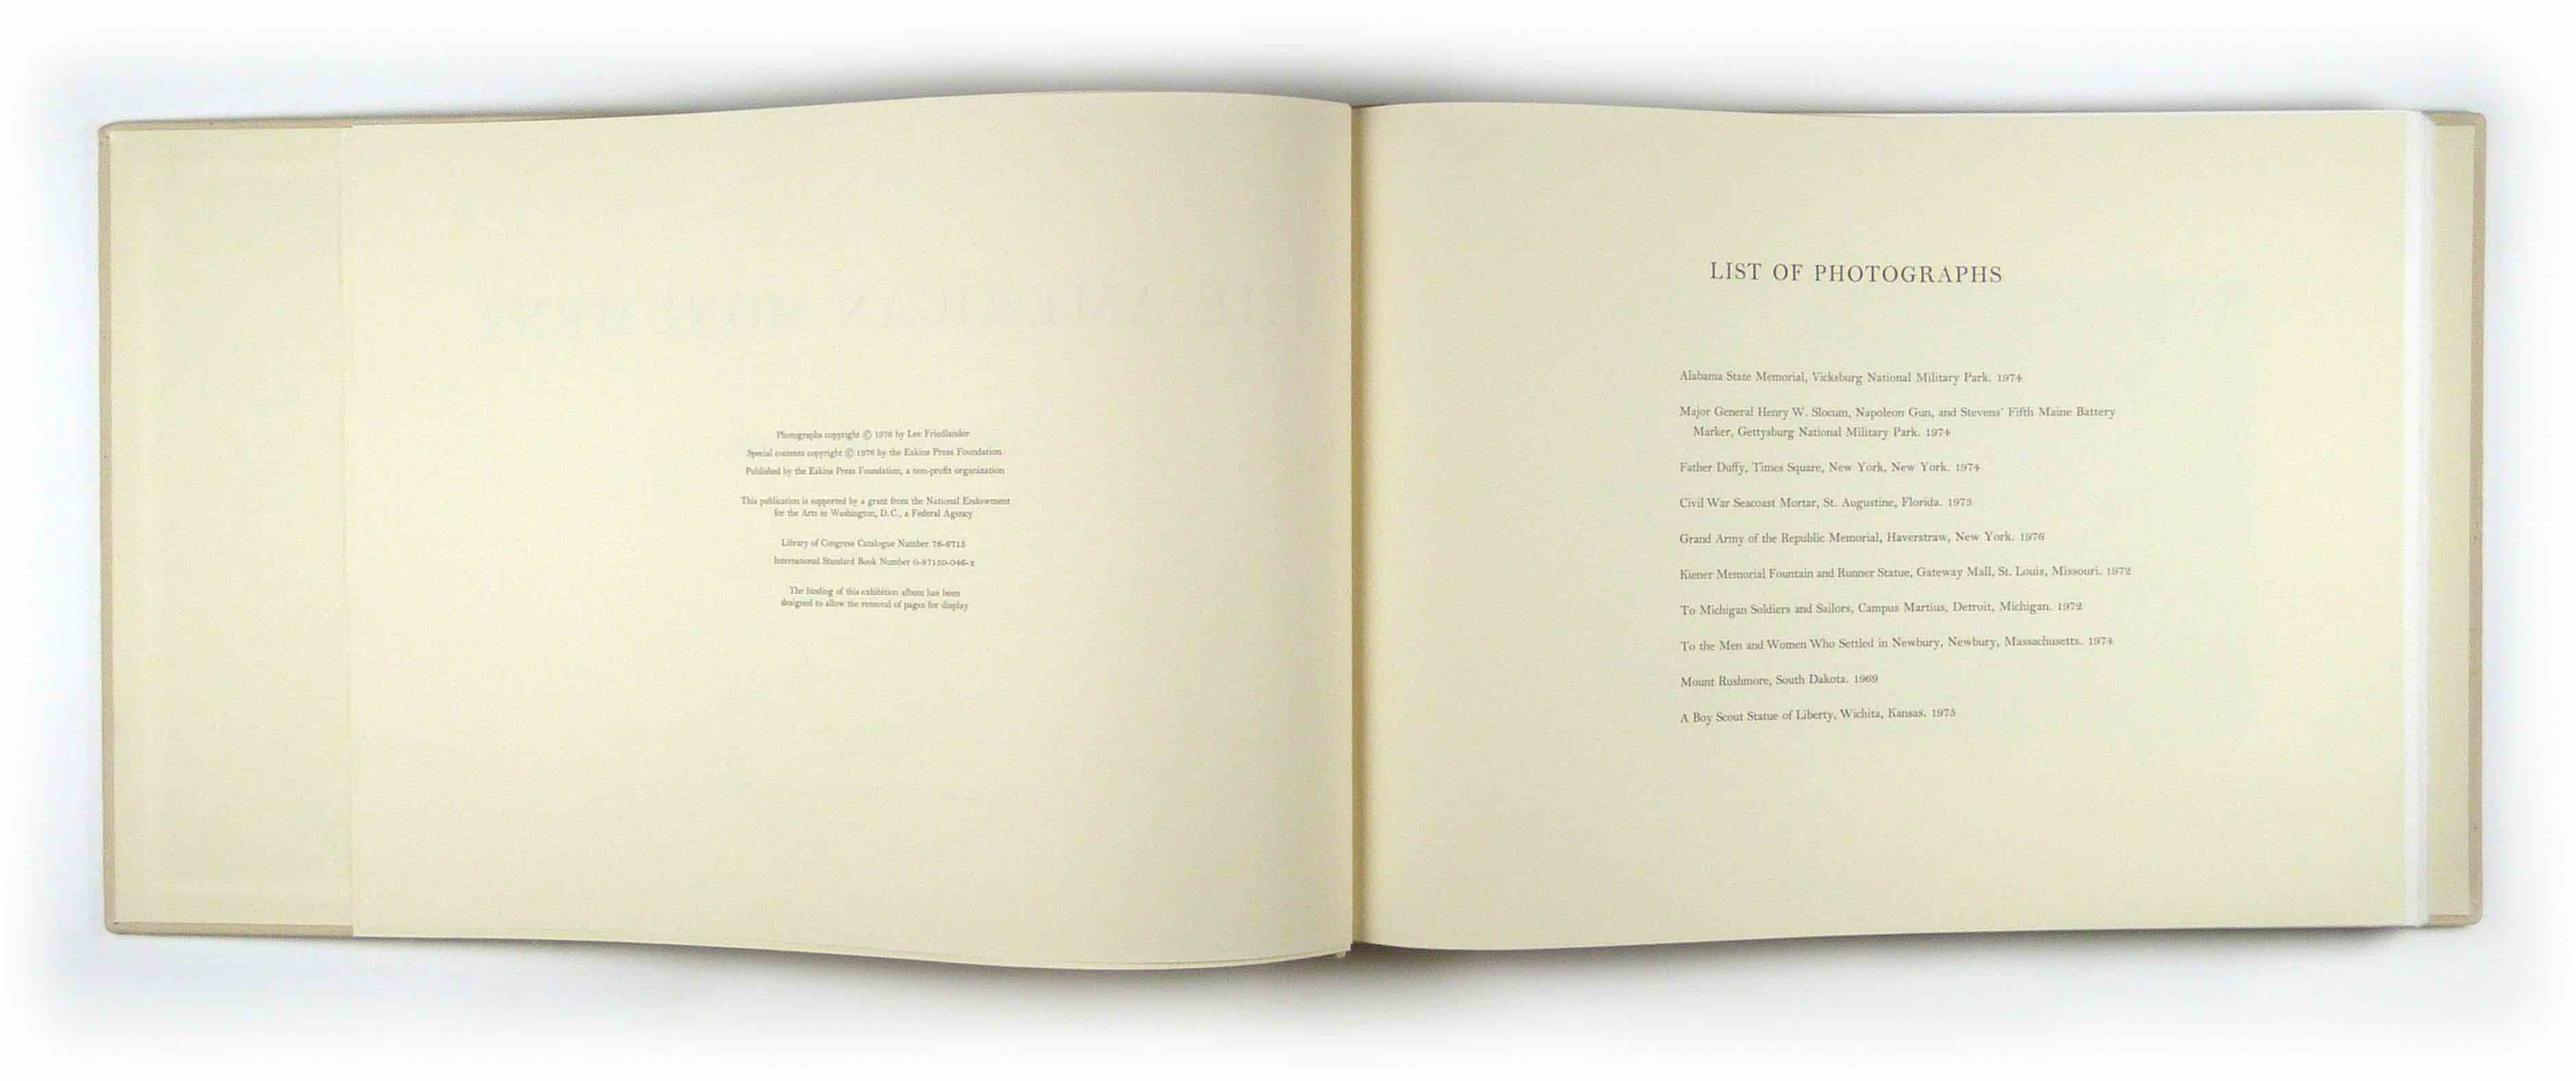 THE AMERICAN MONUMENT
Photographs copyright © 1976 by Lee Friedlander
Special contents copyright © 1976 by the Eakins Press Foundation
Published by the Eakins Press Foundation, a non-profit organization
This publication is supported by a grant from the National Endowment
for the Arts in Washington, D.C., a Federal Agency
Library of Congress Catalogue Number 76-6715
International Standard Book Number 0-87130-046-x
The binding of this exhibition album has been
designed to allow the removal of pages for display
LIST OF PHOTOGRAPHS
Alabama State Memorial, Vicksburg National Military Park. 1974
Major General Henry W. Slocum, Napoleon Gun, and Stevens' Fifth Maine Battery
Marker, Gettysburg National Military Park. 1974
Father Duffy, Times Square, New York, New York. 1974
Civil War Seacoast Mortar, St. Augustine, Florida. 1973
Grand Army of the Republic Memorial, Haverstraw, New York. 1976
Kiener Memorial Fountain and Runner Statue, Gateway Mall, St. Louis, Missouri. 1972
To Michigan Soldiers and Sailors, Campus Martius, Detroit, Michigan. 1972
To the Men and Women Who Settled in Newbury, Newbury, Massachusetts. 1974
Mount Rushmore, South Dakota. 1969
A Boy Scout Statue of Liberty, Wichita, Kansas. 1975